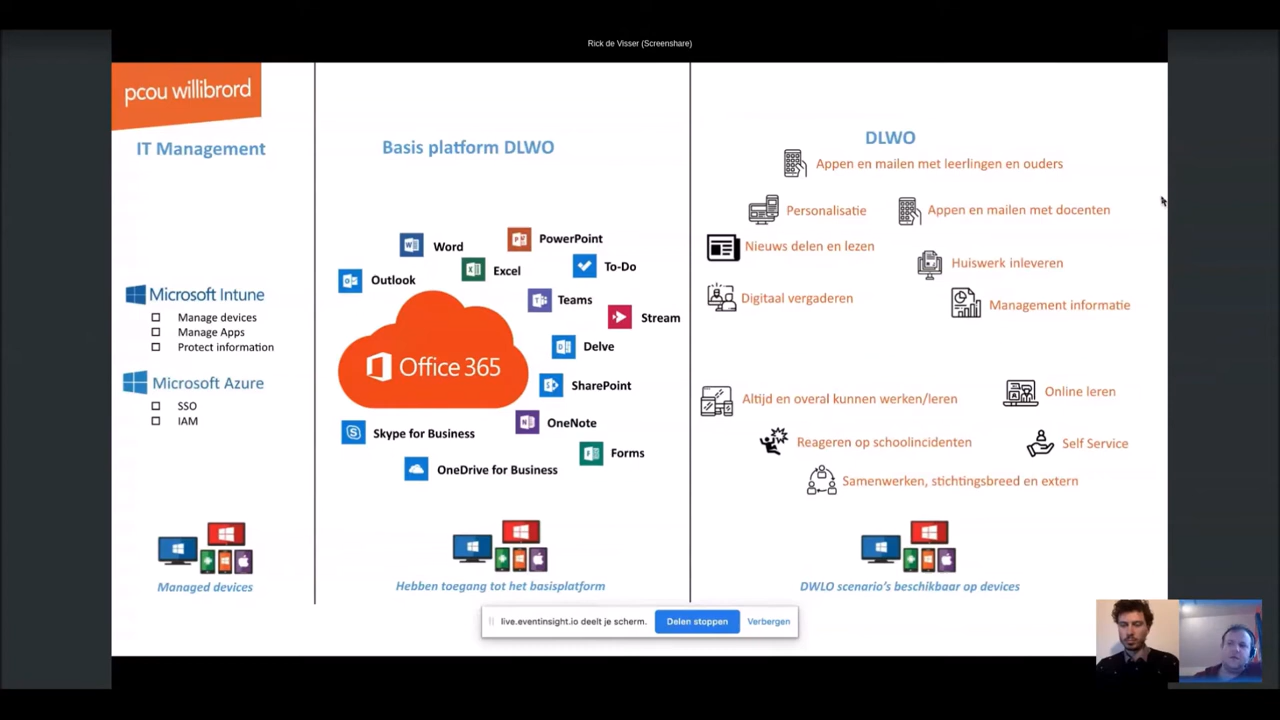 Rick de Visser (Screenshare)
pcou willibrord
IT Management
Microsoft Intune
Manage devices
Manage Apps
Protect information
Microsoft Azure
SSO
IAM
Managed devices
Basis platform DLWO
Word
PowerPoint
Outlook
Excel
To-Do
Teams
Stream
Delve
Office 365
SharePoint
OneNote
Skype for Business
Forms
OneDrive for Business
Hebben toegang tot het basisplatform
DLWO
Appen en mailen met leerlingen en ouders
Personalisatie
Appen en mailen met docenten
Nieuws delen en lezen
Huiswerk inleveren
Digitaal vergaderen
Management informatie
Altijd en overal kunnen werken/leren
Online leren
Reageren op schoolincidenten
Self Service
Samenwerken, stichtingsbreed en extern
DWLO scenario's beschikbaar op devices
live.eventinsight.io deelt je scherm.
Delen stoppen
Verbergen